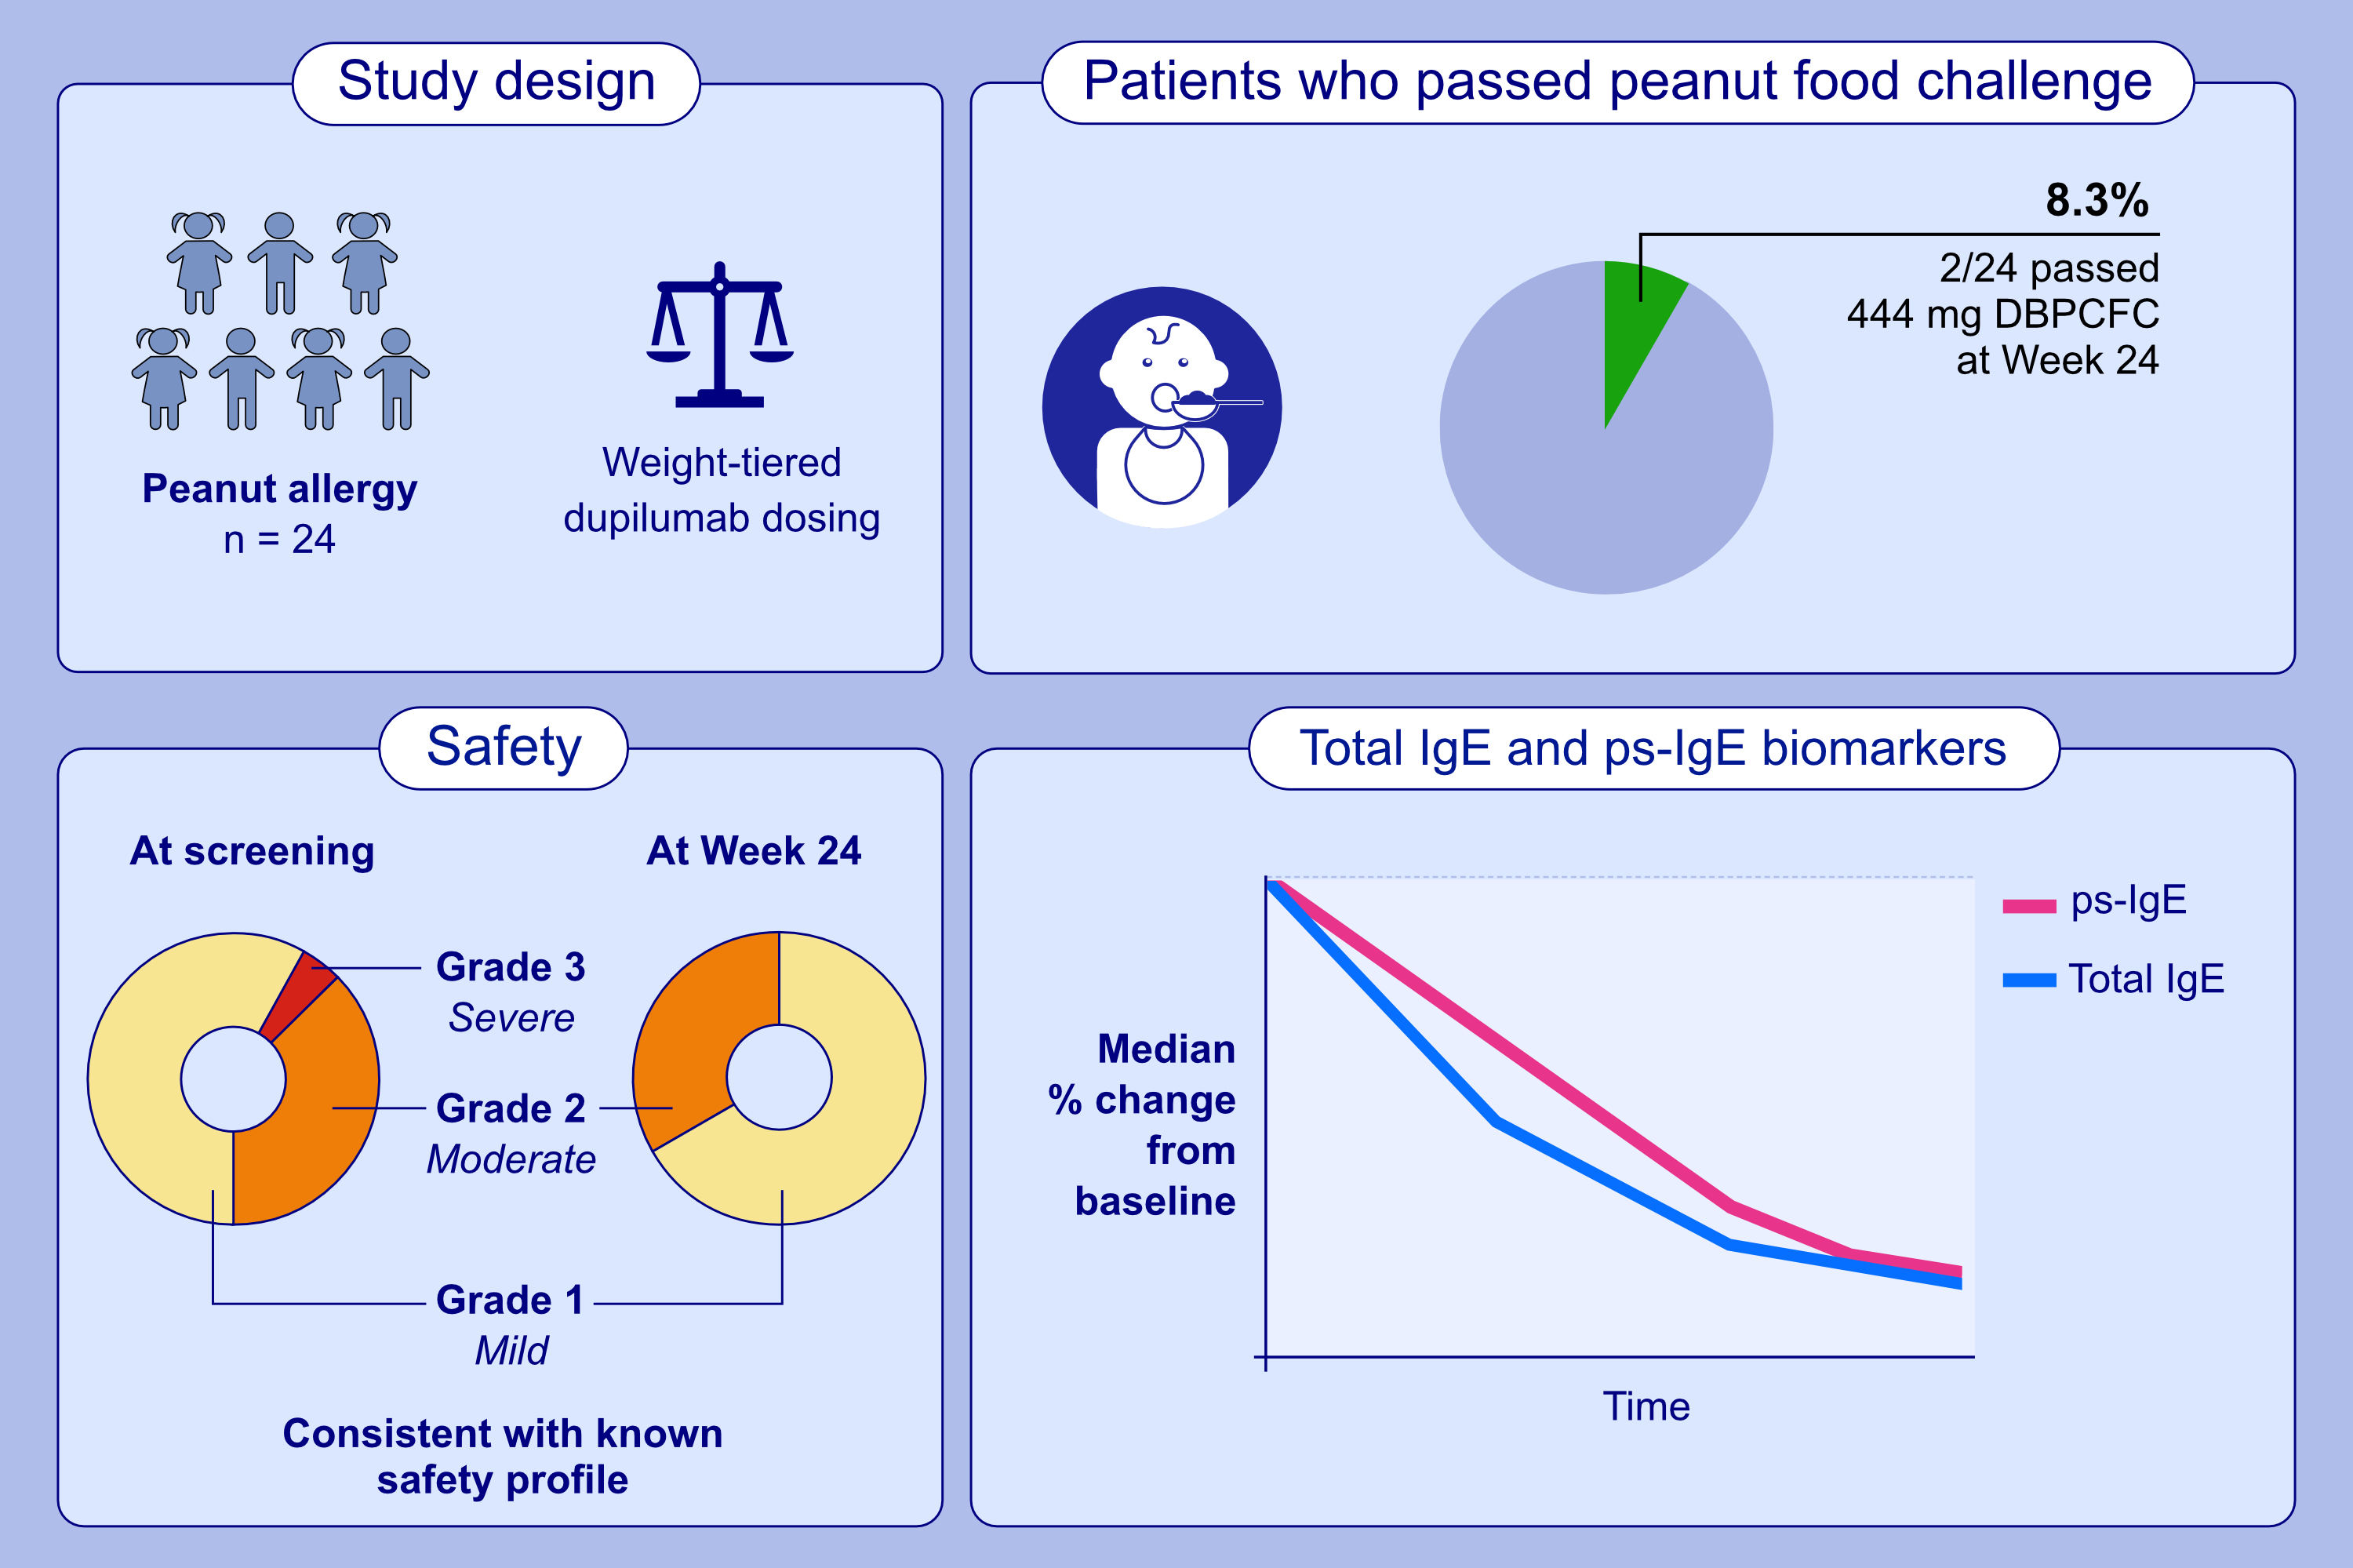 Study design
Peanut allergy
n = 24
Weight-tiered
dupilumab dosing
Patients who passed peanut food challenge
8.3%
2/24 passed
444 mg DBPCFC
at Week 24
Safety
At screening
At Week 24
Grade 3
Severe
Grade 2
Moderate
Grade 1
Mild
Consistent with known
safety profile
Total IgE and ps-IgE biomarkers
Median
% change
from
baseline
ps-IgE
Total IgE
Time